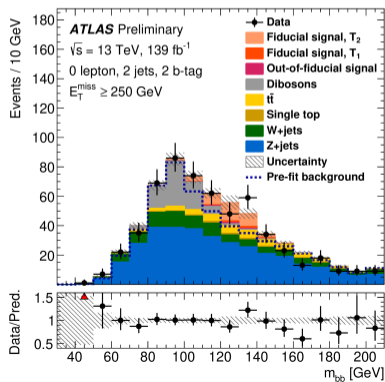 ATLAS Preliminary
√s = 13 TeV, 139 fb⁻¹
0 lepton, 2 jets, 2 b-tag
E_T^miss ≥ 250 GeV
Data
Fiducial signal, T₂
Fiducial signal, T₁
Out-of-fiducial signal
Dibosons
tt̄
Single top
W+jets
Z+jets
Uncertainty
Pre-fit background
Events / 10 GeV
180
160
140
120
100
80
60
40
20
Data/Pred.
1.5
1
0.5
40 60 80 100 120 140 160 180 200
m_bb [GeV]